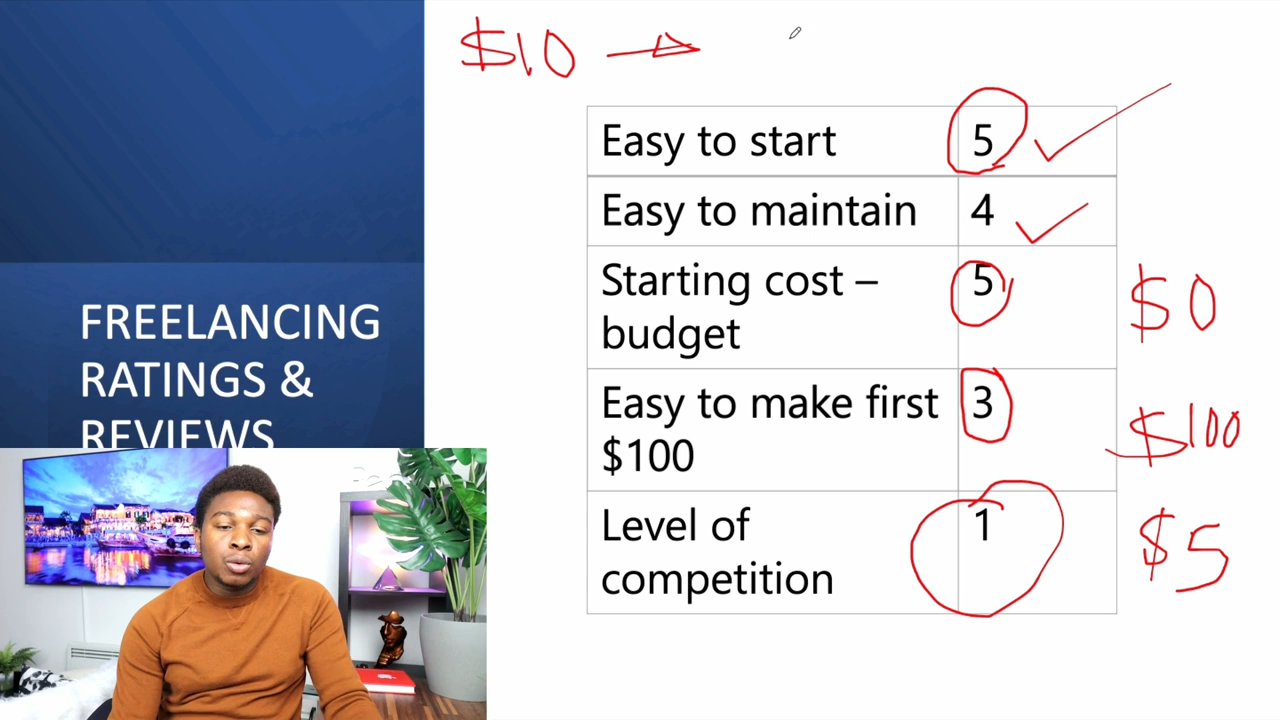 $10
FREELANCING
RATINGS &
REVIEWS
Easy to start 5
Easy to maintain 4
Starting cost – 5
budget
$0
Easy to make first 3
$100
$100
Level of 1
competition
$5